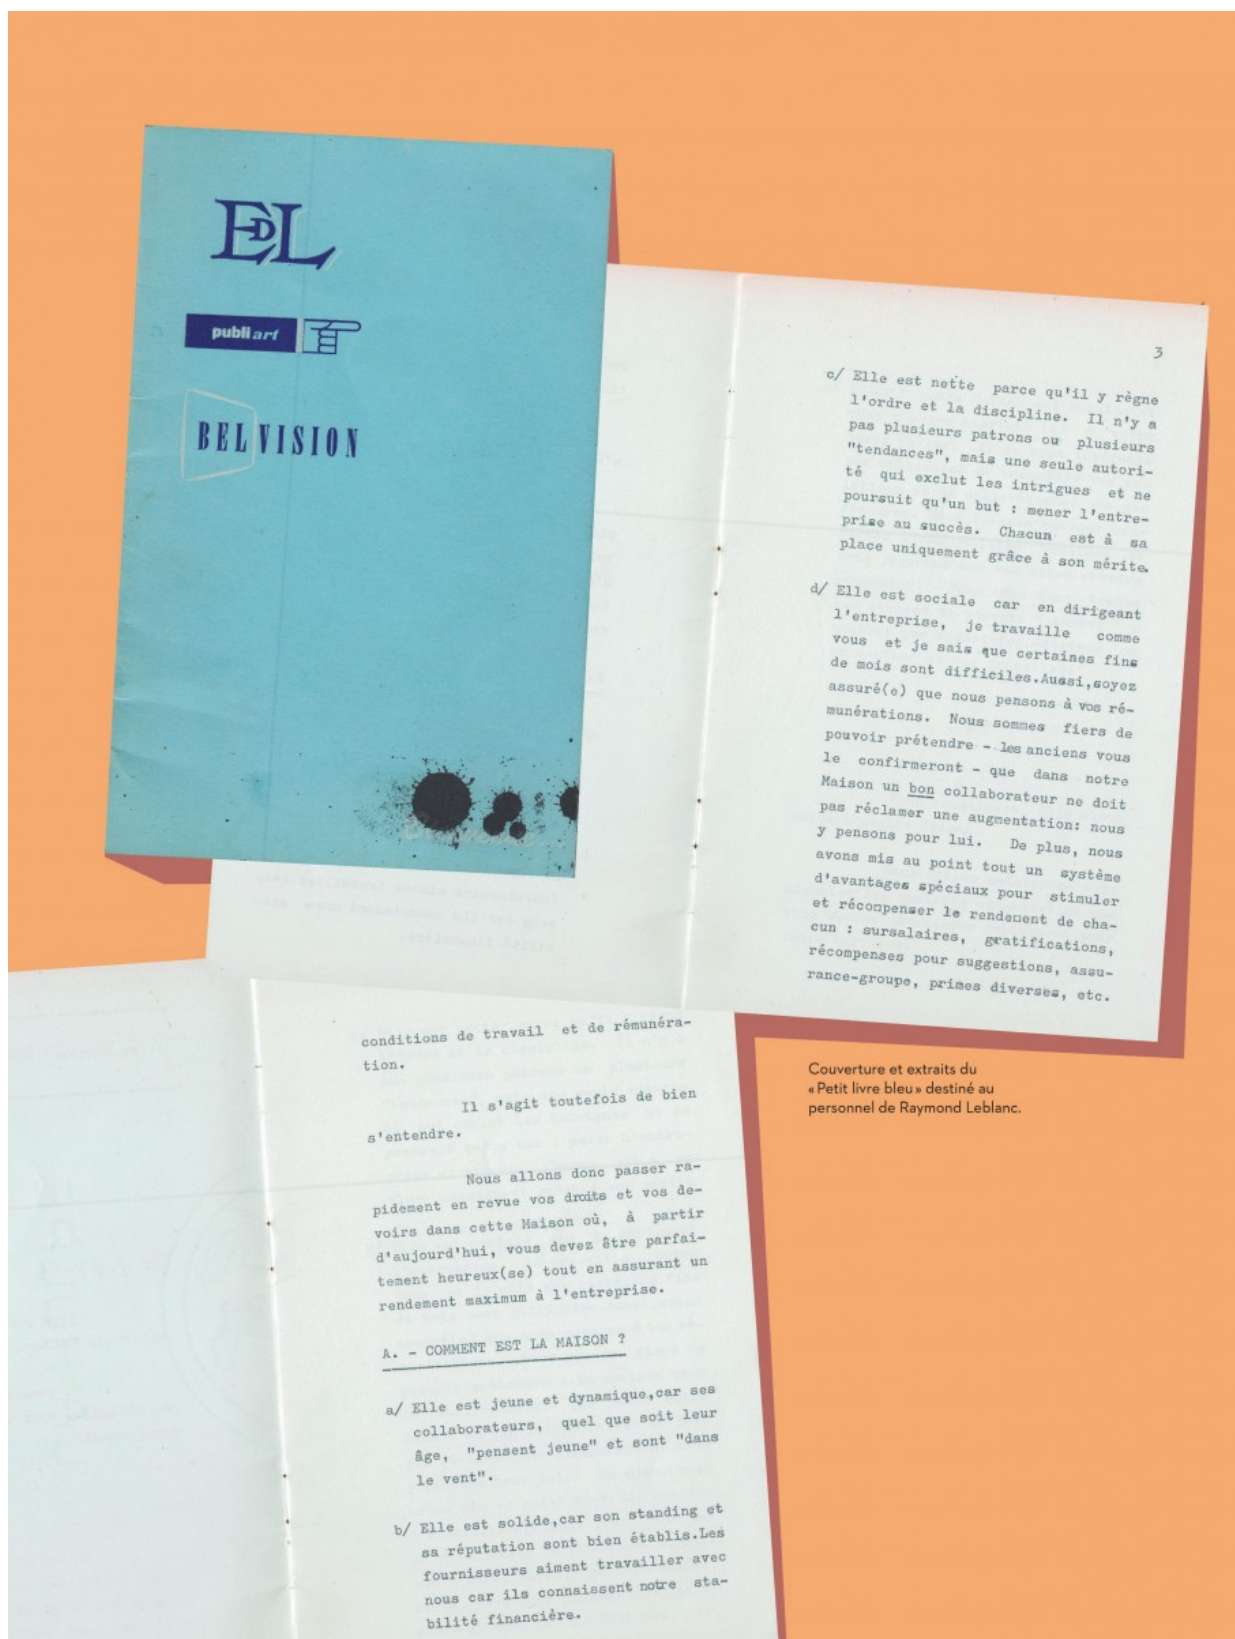 EDL
publiart
BELVISION
3
c/ Elle est nette parce qu'il y règne
l'ordre et la discipline. Il n'y a
pas plusieurs patrons ou plusieurs
"tendances", mais une seule autori-
té qui exclut les intrigues et ne
poursuit qu'un but : mener l'entre-
prise au succès. Chacun est à sa
place uniquement grâce à son mérite.
d/ Elle est sociale car en dirigeant
l'entreprise, je travaille comme
vous et je sais que certaines fins
de mois sont difficiles.Aussi,soyez
assuré(e) que nous pensons à vos ré-
munérations. Nous sommes fiers de
pouvoir prétendre - les anciens vous
le confirmeront - que dans notre
Maison un bon collaborateur ne doit
pas réclamer une augmentation: nous
y pensons pour lui. De plus, nous
avons mis au point tout un système
d'avantages spéciaux pour stimuler
et récompenser le rendement de cha-
cun : sursalaires, gratifications,
récompenses pour suggestions, assu-
rance-groupe, primes diverses, etc.
conditions de travail et de rémunéra-
tion.
Il s'agit toutefois de bien
s'entendre.
Nous allons donc passer ra-
pidement en revue vos droits et vos de-
voirs dans cette Maison où, à partir
d'aujourd'hui, vous devez être parfai-
tement heureux(se) tout en assurant un
rendement maximum à l'entreprise.
A. - COMMENT EST LA MAISON ?
a/ Elle est jeune et dynamique,car ses
collaborateurs, quel que soit leur
âge, "pensent jeune" et sont "dans
le vent".
b/ Elle est solide,car son standing et
sa réputation sont bien établis.Les
fournisseurs aiment travailler avec
nous car ils connaissent notre sta-
bilité financière.
Couverture et extraits du
« Petit livre bleu » destiné au
personnel de Raymond Leblanc.